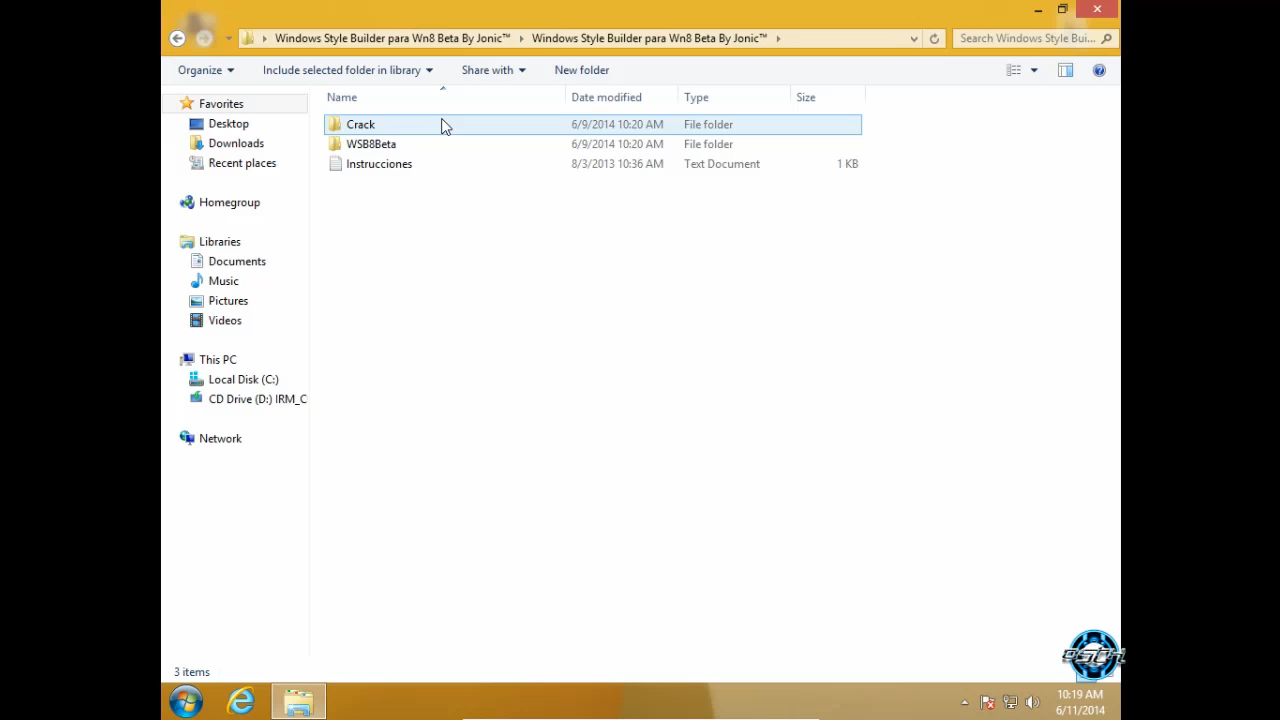 Windows Style Builder para Wn8 Beta By Jonic™ Windows Style Builder para Wn8 Beta By Jonic™ Search Windows Style Bui...
Organize Include selected folder in library Share with New folder
Name Date modified Type Size
Crack 6/9/2014 10:20 AM File folder
WSB8Beta 6/9/2014 10:20 AM File folder
Instrucciones 8/3/2013 10:36 AM Text Document 1 KB
Favorites
Desktop
Downloads
Recent places
Homegroup
Libraries
Documents
Music
Pictures
Videos
This PC
Local Disk (C:)
CD Drive (D:) IRM_C
Network
3 items
10:19 AM
6/11/2014